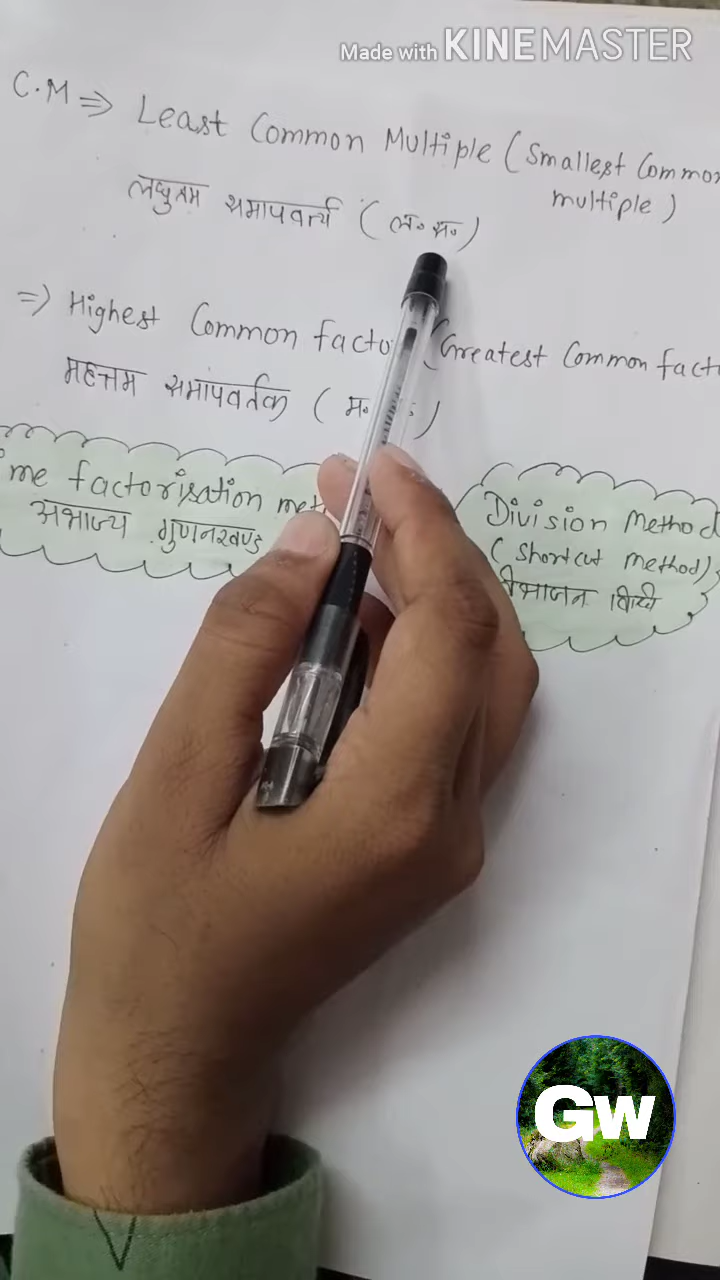 Made with KINEMASTER
C.M ⇒ Least Common Multiple (Smallest Common
multiple)
लघुतम समापवर्त्य (ल॰ स॰)
⇒ Highest Common factor (Greatest Common fact
महत्तम समापवर्तक (म॰
me factorisation met
अभाज्य गुणनखण्ड
Division Method
(Shortcut method)
विभाजन विधि
GW